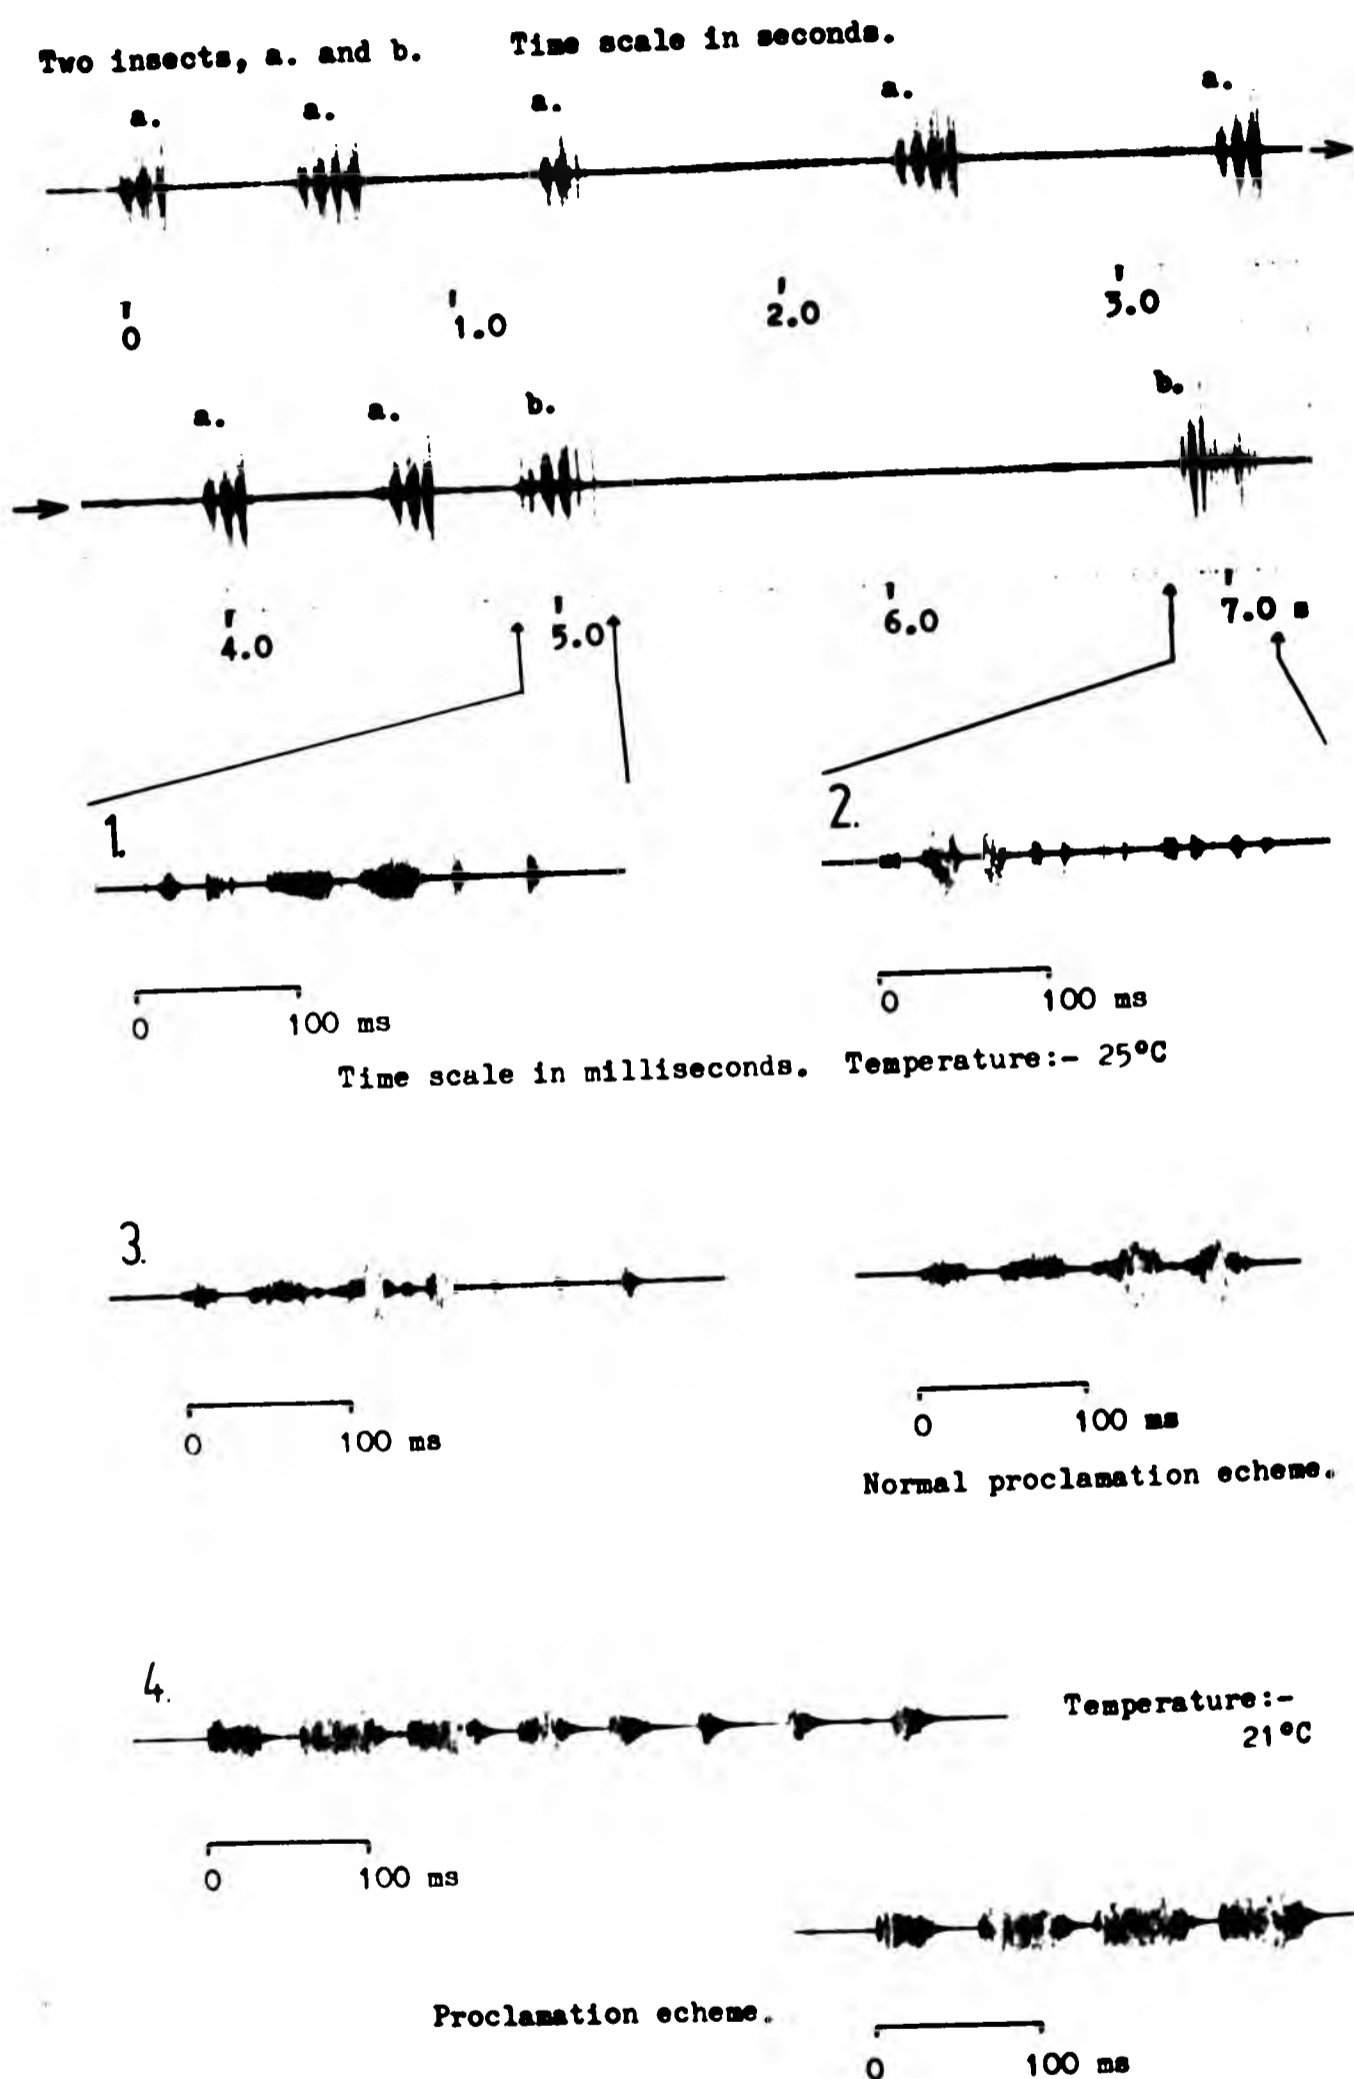 Two insects, a. and b. Time scale in seconds.
a. a. a. a. a.
0 1.0 2.0 3.0
a. a. b. b.
4.0 5.0 6.0 7.0 s
1. 2.
0 100 ms 0 100 ms
Time scale in milliseconds. Temperature:- 25°C
3.
0 100 ms 0 100 ms
Normal proclamation echeme.
4.
Temperature:-
21°C
0 100 ms
Proclamation echeme.
0 100 ms